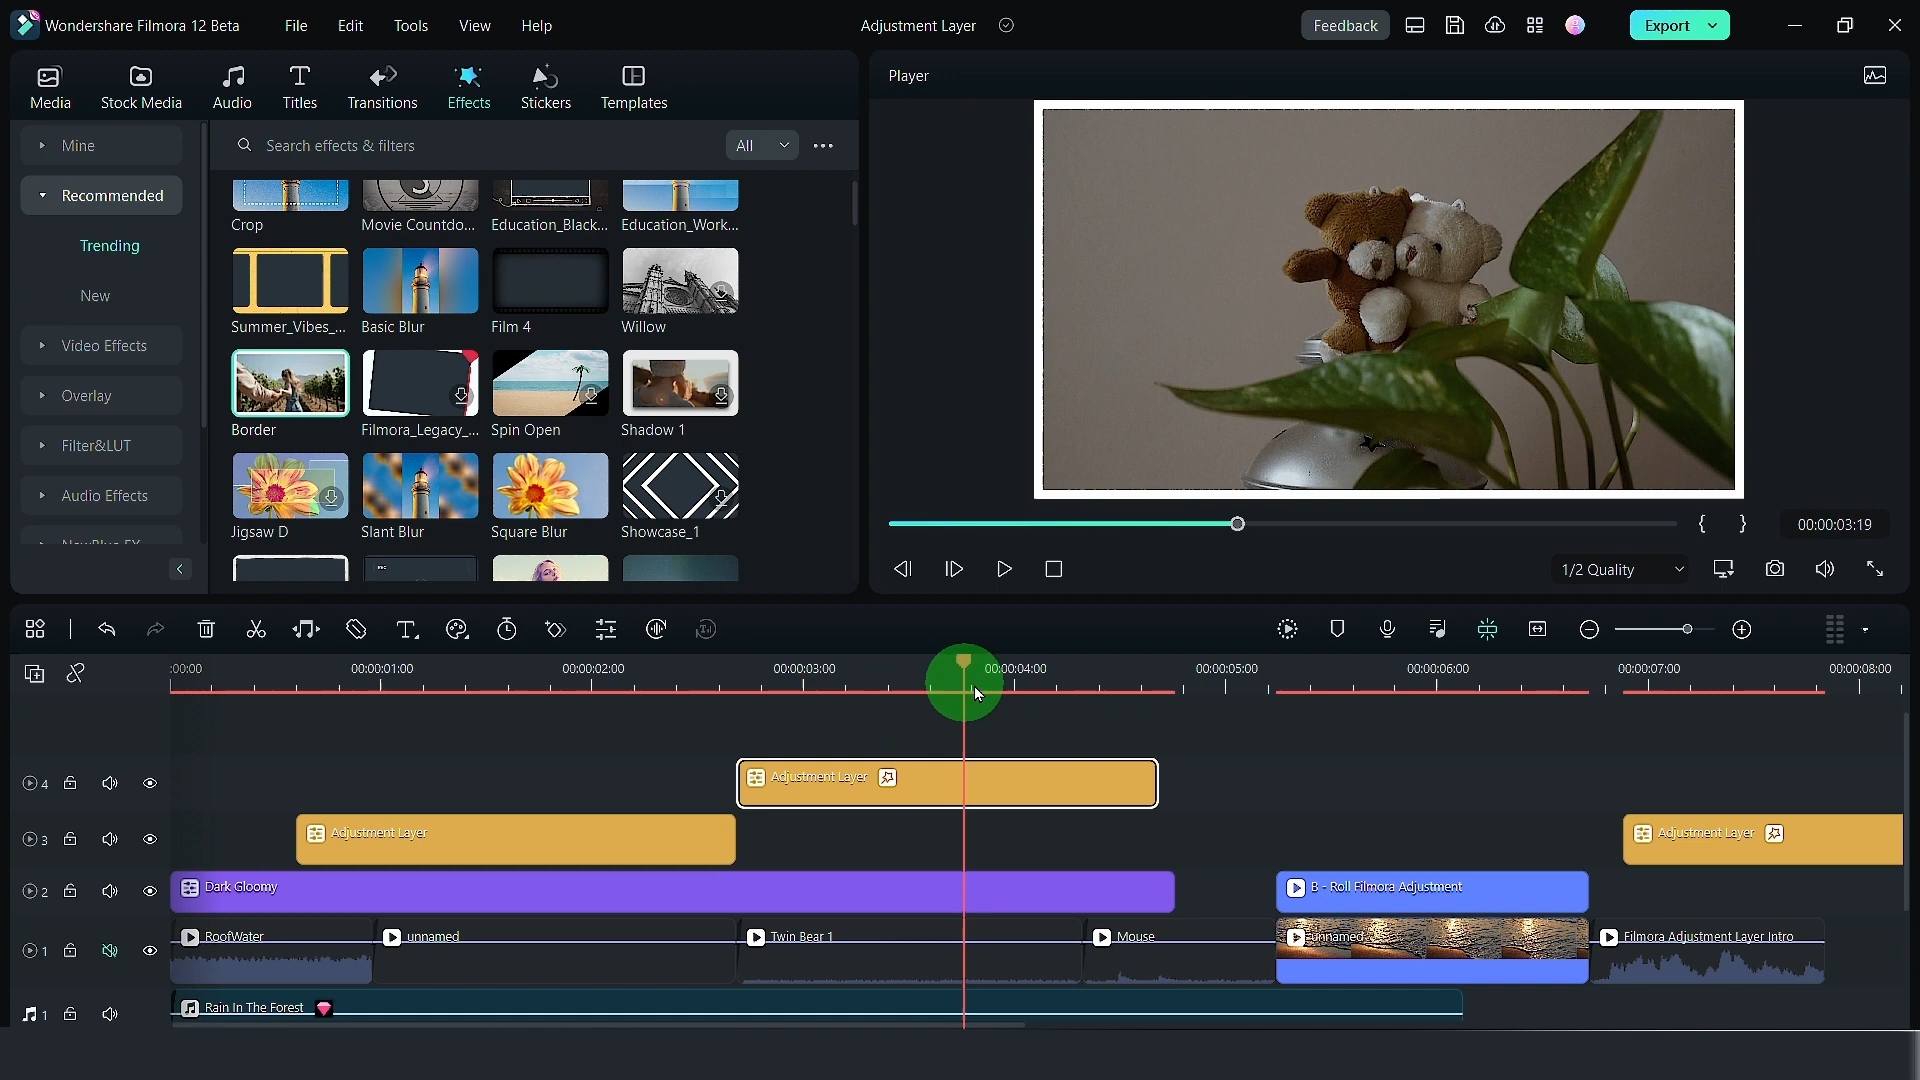 Wondershare Filmora 12 Beta
File
Edit
Tools
View
Help
Adjustment Layer
Feedback
Export
Media
Stock Media
Audio
Titles
Transitions
Effects
Stickers
Templates
Player
Mine
Recommended
Trending
New
Video Effects
Overlay
Filter&LUT
Audio Effects
Search effects & filters
All
Crop
Movie Countdo...
Education_Black...
Education_Work...
Summer_Vibes_...
Basic Blur
Film 4
Willow
Border
Filmora_Legacy_...
Spin Open
Shadow 1
Jigsaw D
Slant Blur
Square Blur
Showcase_1
00:00:03:19
1/2 Quality
:00:00
00:00:01:00
00:00:02:00
00:00:03:00
00:00:04:00
00:00:05:00
00:00:06:00
00:00:07:00
00:00:08:00
4
Adjustment Layer
3
Adjustment Layer
Adjustment Layer
2
Dark Gloomy
B - Roll Filmora Adjustment
1
RoofWater
unnamed
Twin Bear 1
Mouse
unnamed
Filmora Adjustment Layer Intro
1
Rain In The Forest